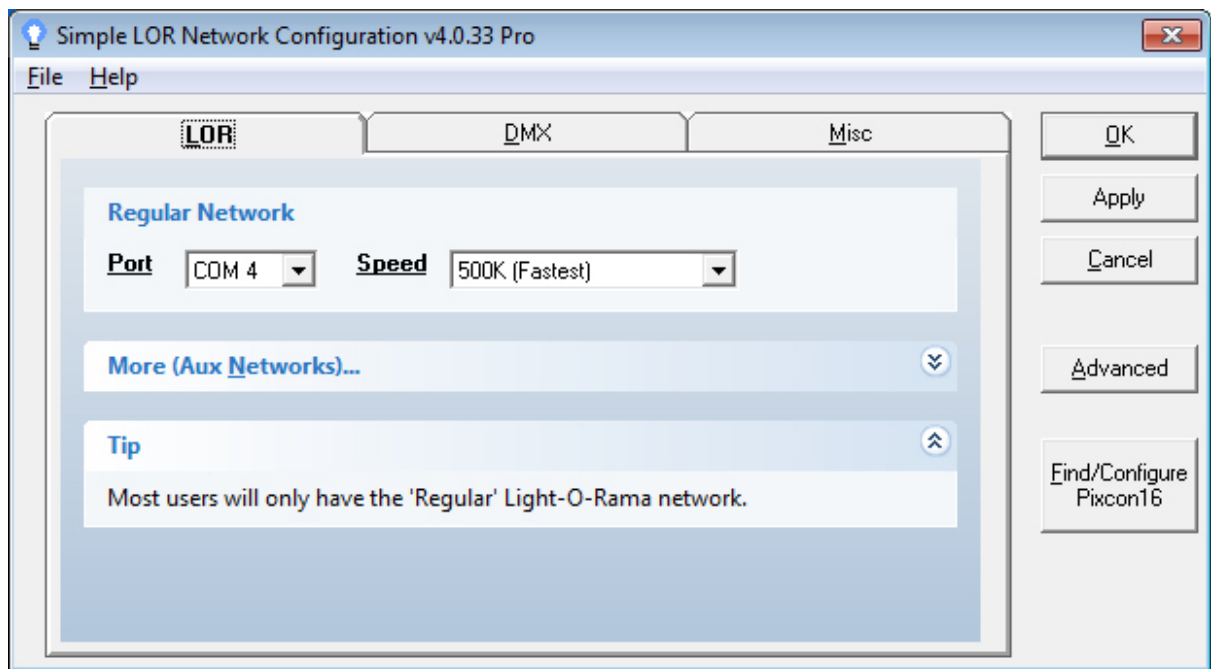 Simple LOR Network Configuration v4.0.33 Pro
File Help
LOR DMX Misc
OK
Apply
Cancel
Advanced
Find/Configure
Pixcon16
Regular Network
Port COM 4 Speed 500K (Fastest)
More (Aux Networks)...
Tip
Most users will only have the 'Regular' Light-O-Rama network.